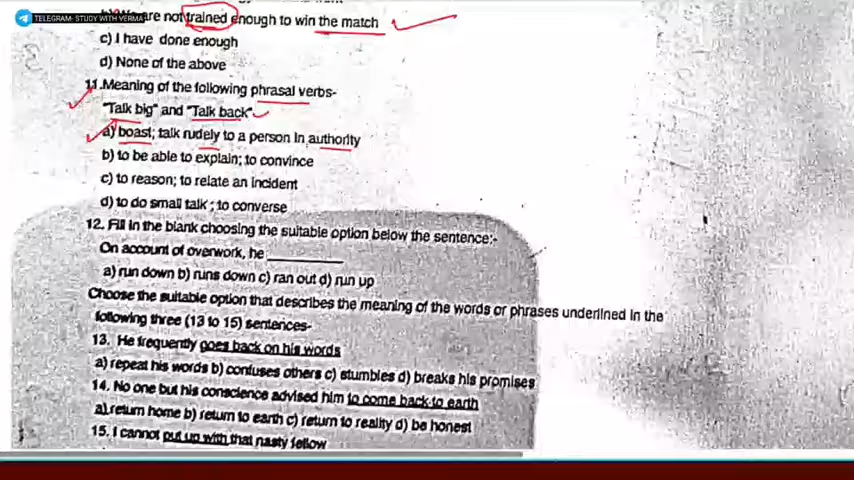 TELEGRAM- STUDY WITH VERMA
are not trained enough to win the match
c) I have done enough
d) None of the above
11.Meaning of the following phrasal verbs-
"Talk big" and "Talk back"
a) boast; talk rudely to a person in authority
b) to be able to explain; to convince
c) to reason; to relate an incident
d) to do small talk ; to converse
12. Fill in the blank choosing the suitable option below the sentence:-
On account of overwork, he __________
a) run down b) runs down c) ran out d) run up
Choose the suitable option that describes the meaning of the words or phrases underlined in the
following three (13 to 15) sentences-
13. He frequently goes back on his words
a) repeat his words b) confuses others c) stumbles d) breaks his promises
14. No one but his conscience advised him to come back to earth
a).return home b) return to earth c) return to reality d) be honest
15. I cannot put up with that nasty fellow